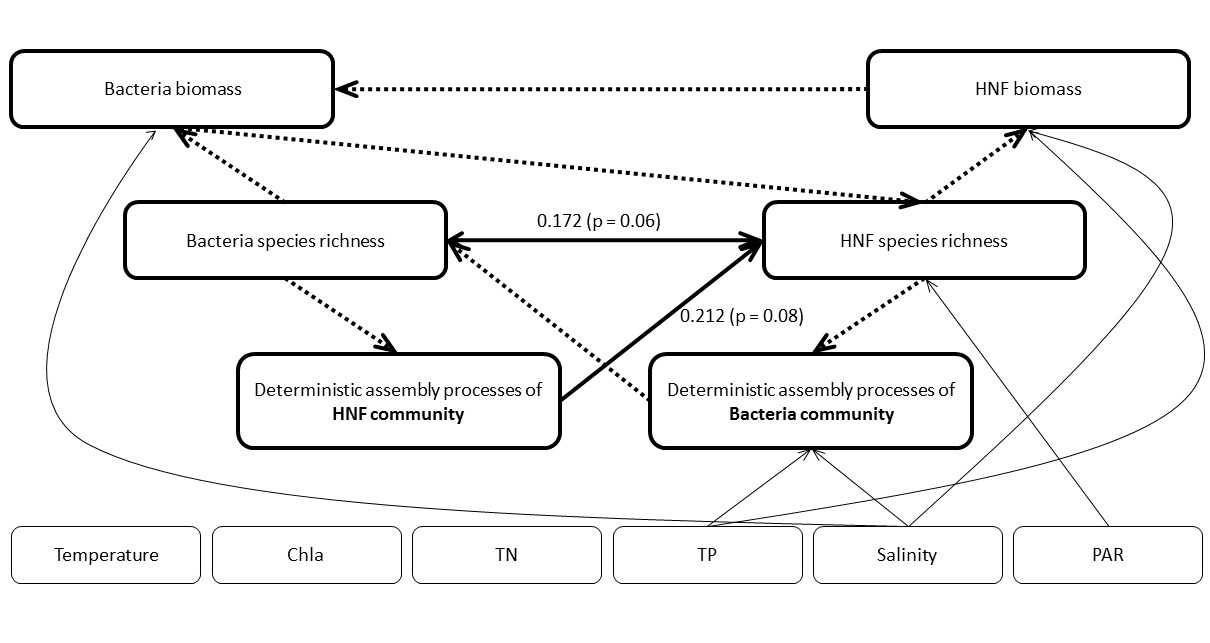 Bacteria biomass
HNF biomass
0.172 (p = 0.06)
Bacteria species richness
HNF species richness
0.212 (p = 0.08)
Deterministic assembly processes of
HNF community
Deterministic assembly processes of
Bacteria community
Temperature
Chla
TN
TP
Salinity
PAR